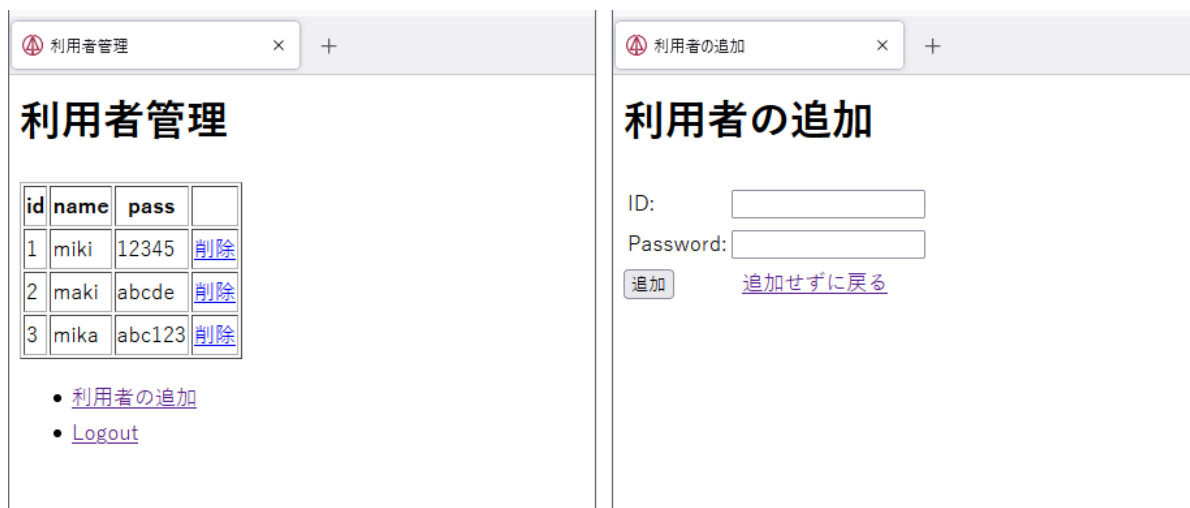 利用者管理
利用者管理
id name pass
1 miki 12345 削除
2 maki abcde 削除
3 mika abc123 削除
• 利用者の追加
• Logout
利用者の追加
利用者の追加
ID:
Password:
追加 追加せずに戻る